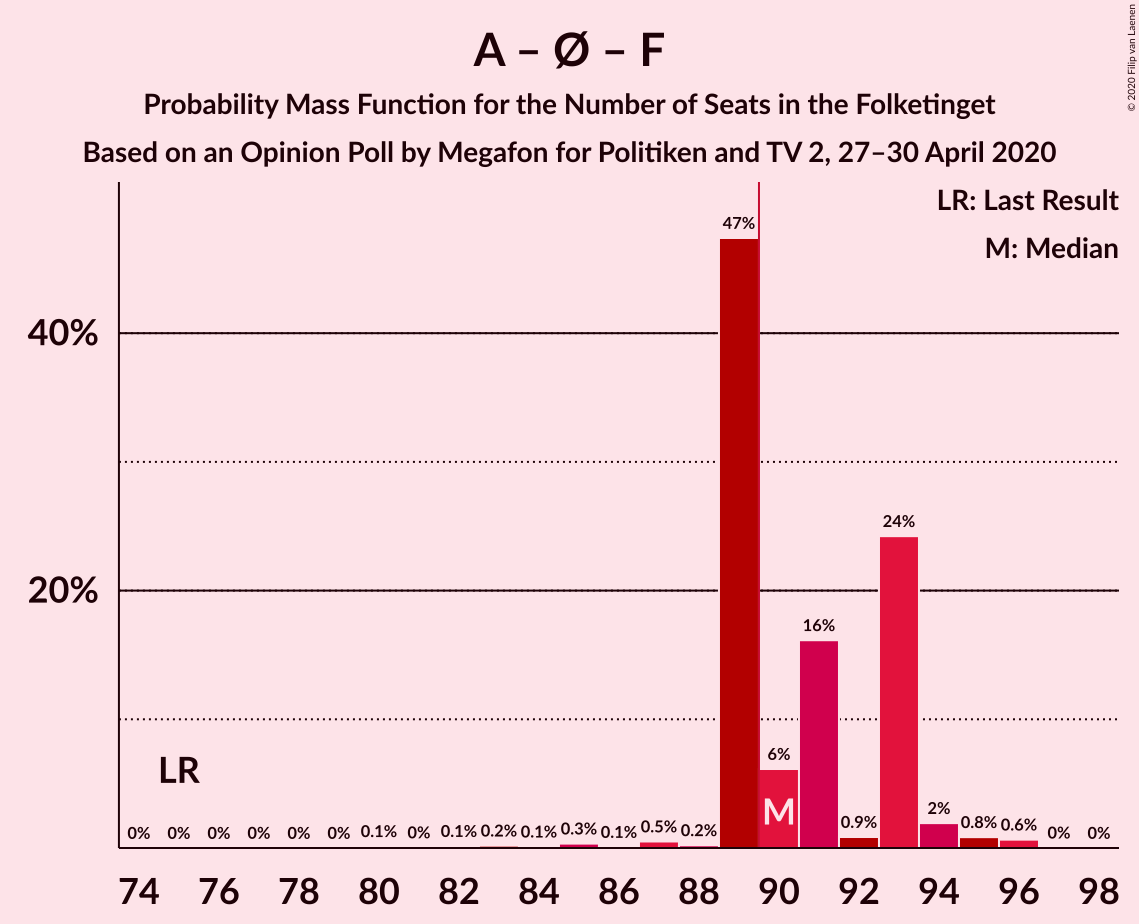 A – Ø – F
Probability Mass Function for the Number of Seats in the Folketinget
Based on an Opinion Poll by Megafon for Politiken and TV 2, 27–30 April 2020
© 2020 Filip van Laenen
LR: Last Result
M: Median
47%
40%
24%
20%
16%
6%
LR
M
0% 0% 0% 0% 0% 0% 0.1% 0% 0.1% 0.2% 0.1% 0.3% 0.1% 0.5% 0.2% 0.9% 2% 0.8% 0.6% 0% 0%
74 76 78 80 82 84 86 88 90 92 94 96 98